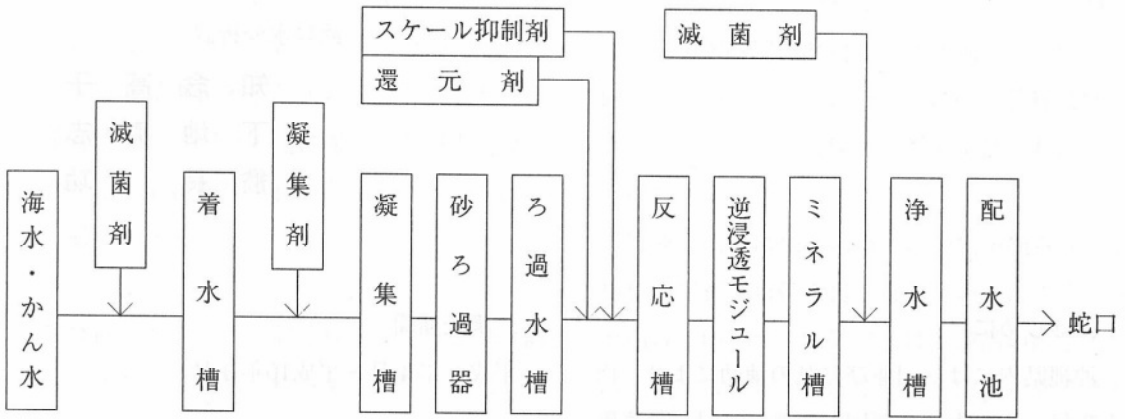 スケール抑制剤
還元剤
滅菌剤
滅菌剤
凝集剤
海水・かん水
着水槽
凝集槽
砂ろ過器
ろ過水槽
反応槽
逆浸透モジュール
ミネラル槽
浄水槽
配水池
蛇口